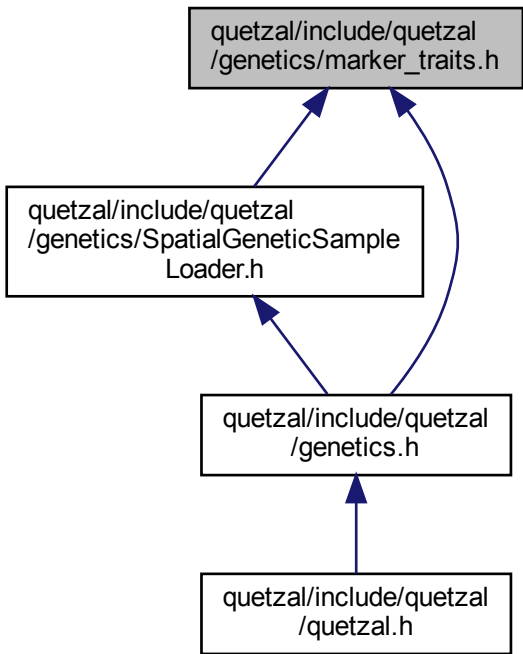 quetzal/include/quetzal
/genetics/marker_traits.h
quetzal/include/quetzal
/genetics/SpatialGeneticSample
Loader.h
quetzal/include/quetzal
/genetics.h
quetzal/include/quetzal
/quetzal.h